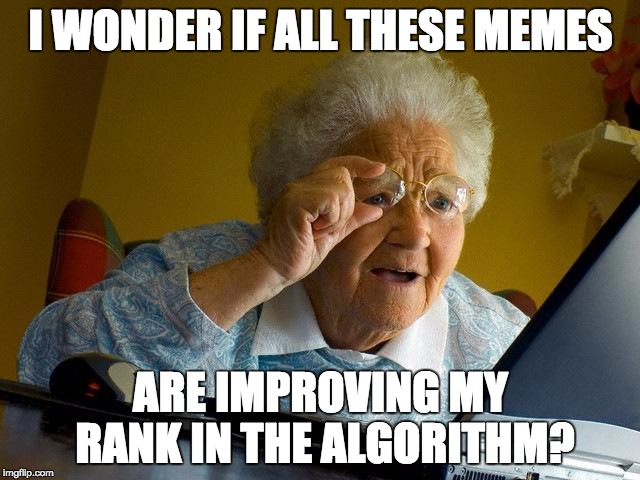 I WONDER IF ALL THESE MEMES
ARE IMPROVING MY
RANK IN THE ALGORITHM?
imgflip.com